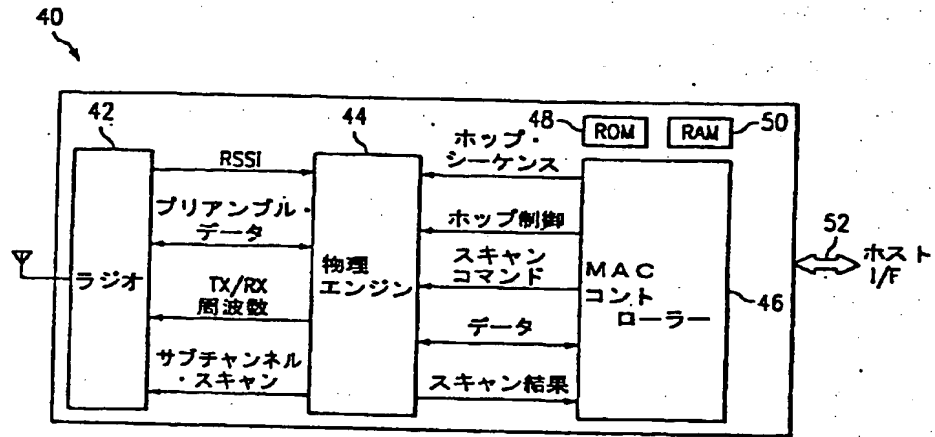 40
42
44
48
ROM
RAM
50
RSSI
ホップ・
シーケンス
プリアンブル・
データ
ホップ制御
52
ホスト
I/F
ラジオ
物理
エンジン
スキャン
コマンド
MAC
コント
ローラー
46
TX/RX
周波数
データ
サブチャンネル
・スキャン
スキャン結果